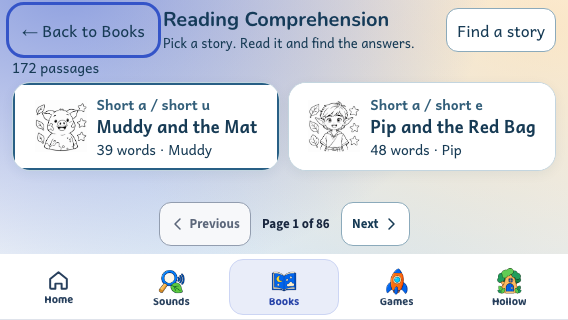 ← Back to Books
Reading Comprehension
Pick a story. Read it and find the answers.
Find a story
172 passages
Short a / short u
Muddy and the Mat
39 words · Muddy
Short a / short e
Pip and the Red Bag
48 words · Pip
Previous
Page 1 of 86
Next
Home
Sounds
Books
Games
Hollow